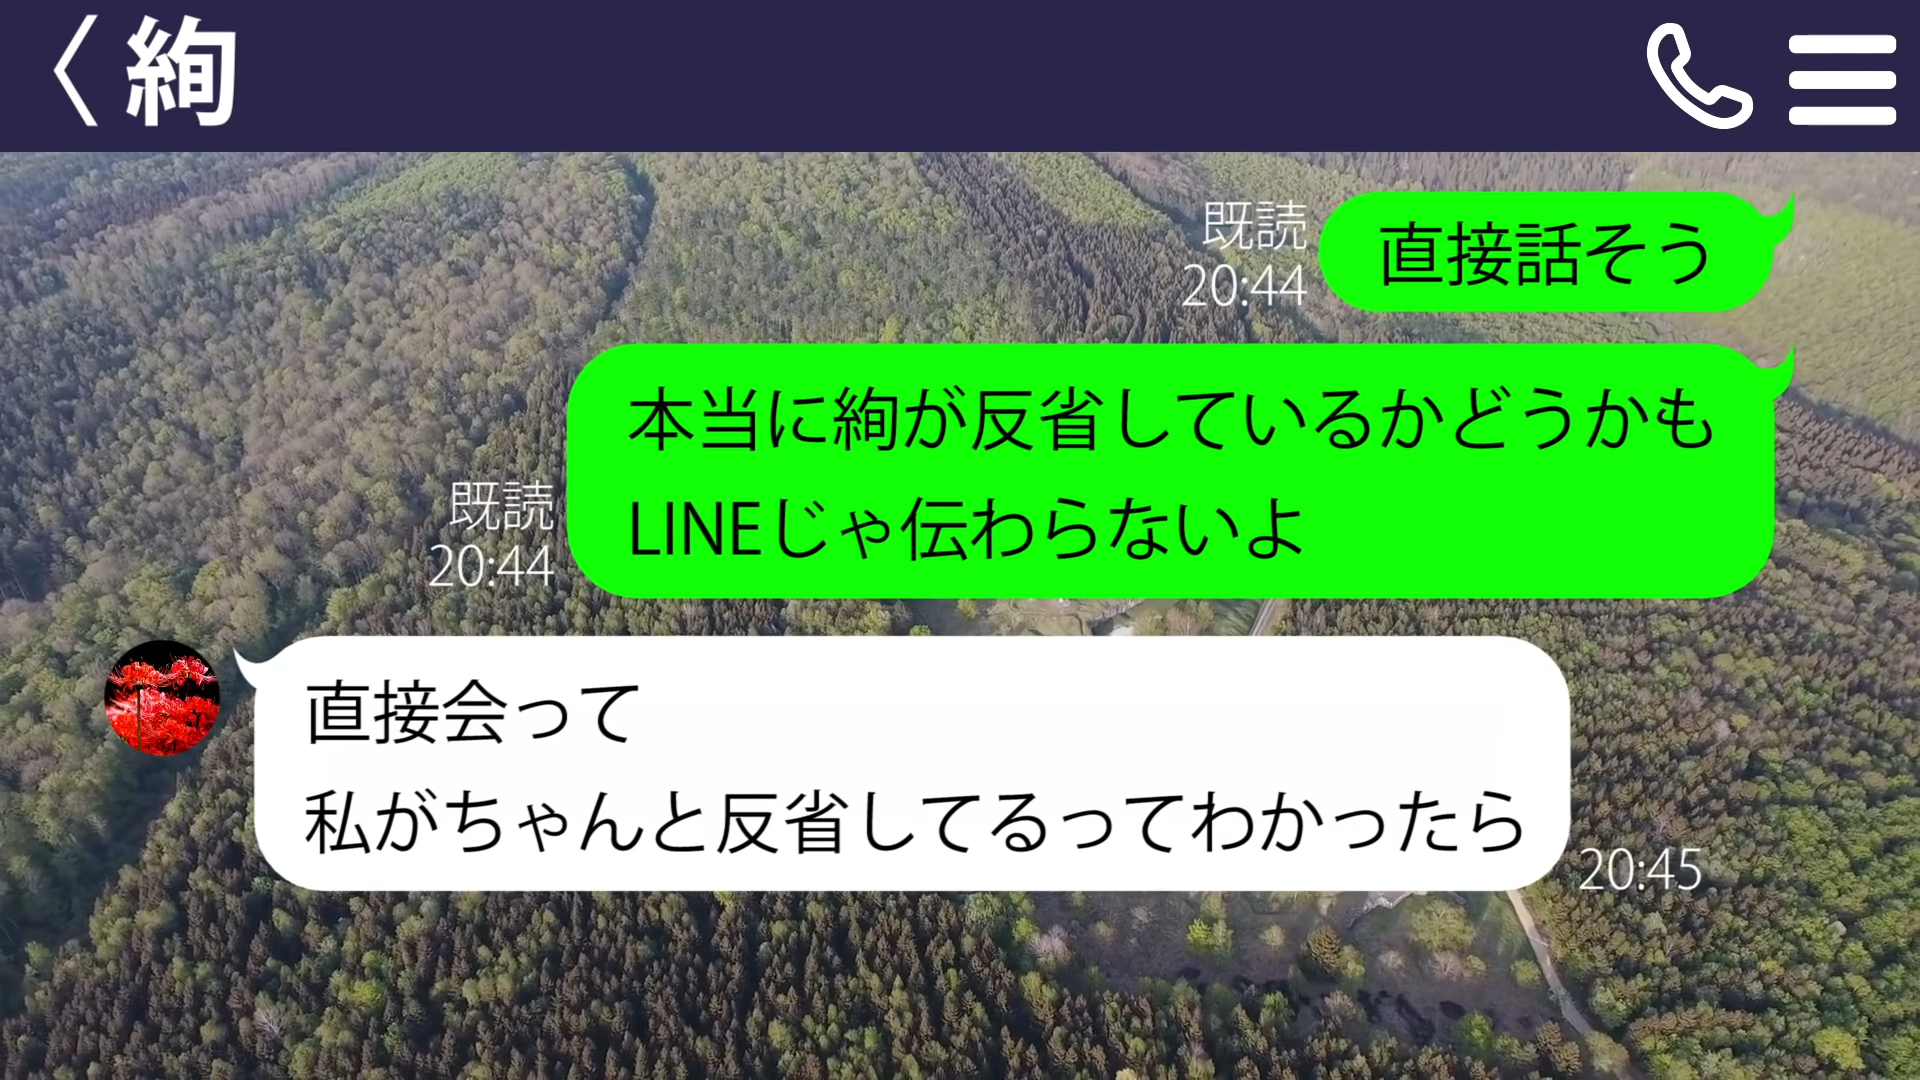 絢
既読
20:44
直接話そう
本当に絢が反省しているかどうかも
LINEじゃ伝わらないよ
既読
20:44
直接会って
私がちゃんと反省してるってわかったら
20:45